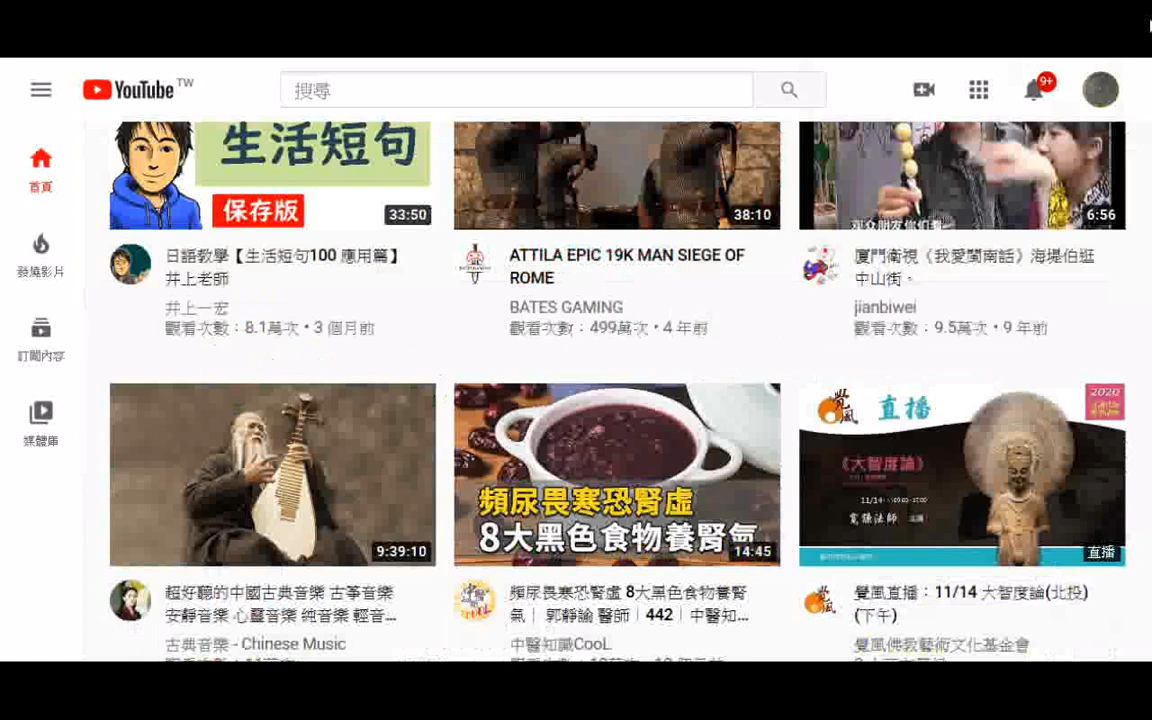 YouTube TW
搜尋
9+
首頁
發燒影片
訂閱內容
媒體庫
生活短句
保存版
33:50
日語教學【生活短句100 應用篇】
井上老師
井上一宏
觀看次數：8.1萬次 • 3 個月前
38:10
ATTILA EPIC 19K MAN SIEGE OF
ROME
BATES GAMING
觀看次數：499萬次 • 4 年前
6:56
廈門衛視《我愛閩南話》海堤伯逛
中山街。
jianbiwei
觀看次數：9.5萬次 • 9 年前
9:39:10
超好聽的中國古典音樂 古箏音樂
安靜音樂 心靈音樂 純音樂 輕音...
古典音樂 - Chinese Music
頻尿畏寒恐腎虛
8大黑色食物養腎氣
14:45
頻尿畏寒恐腎虛 8大黑色食物養腎
氣｜ 郭靜諭 醫師｜442｜中醫知...
中醫知識CooL
覺風
直播
2020
《大智度論》
11/14
寬謙法師
直播
覺風直播：11/14 大智度論(北投)
(下午)
覺風佛教藝術文化基金會